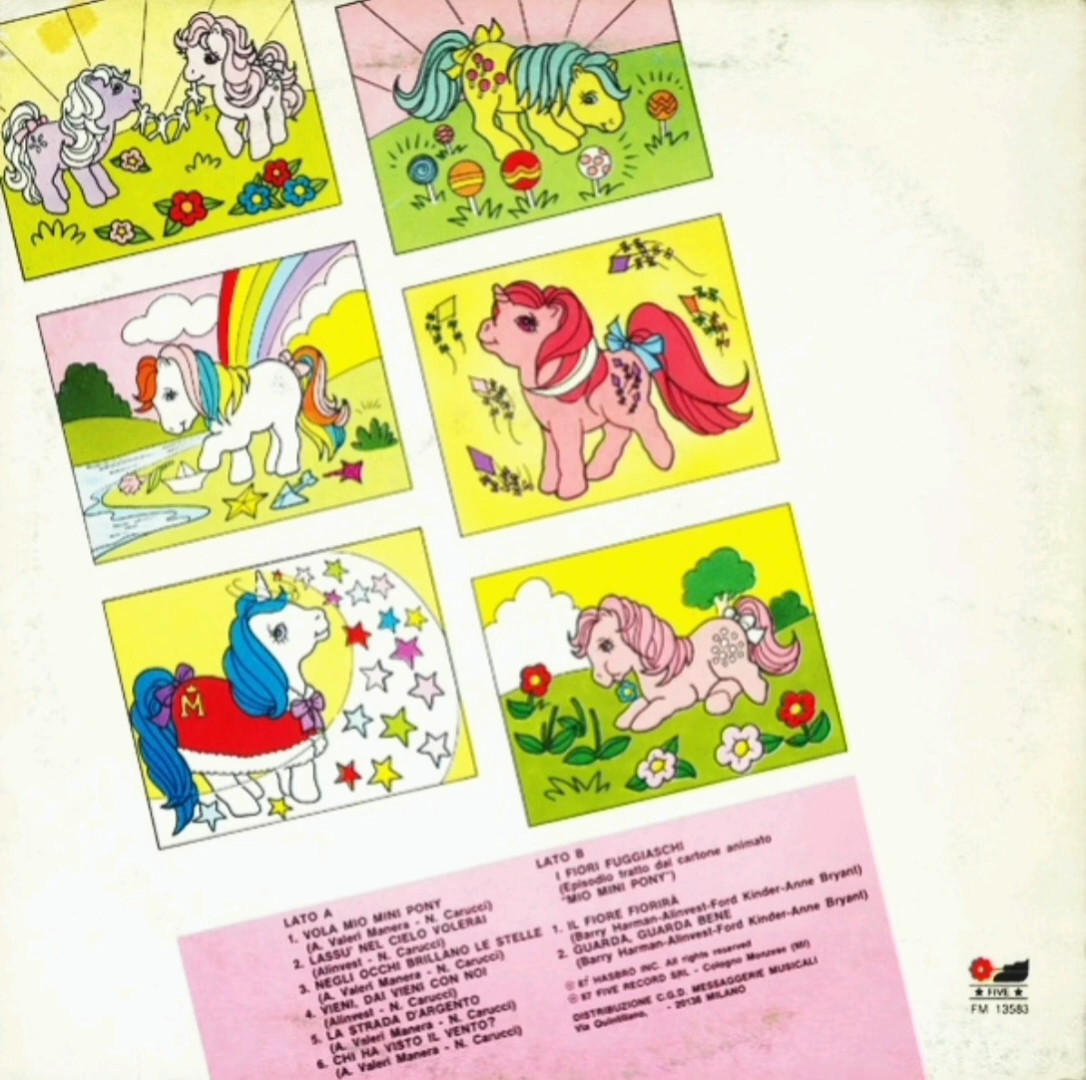 M
LATO A
1. VOLA MIO MINI PONY
(A. Valeri Manera - N. Carucci)
2. LASSU' NEL CIELO VOLERAI
(Alinvest - N. Carucci)
3. NEGLI OCCHI BRILLANO LE STELLE
(A. Valeri Manera - N. Carucci)
4. VIENI, DAI VIENI CON NOI
(Alinvest - N. Carucci)
5. LA STRADA D'ARGENTO
(A. Valeri Manera - N. Carucci)
6. CHI HA VISTO IL VENTO?
(A. Valeri Manera - N. Carucci)
LATO B
I FIORI FUGGIASCHI
(Episodio tratto dal cartone animato
"MIO MINI PONY")
1. IL FIORE FIORIRÀ
(Barry Harman-Alinvest-Ford Kinder-Anne Bryant)
2. GUARDA, GUARDA BENE
(Barry Harman-Alinvest-Ford Kinder-Anne Bryant)
© 87 HASBRO INC. All rights reserved
℗ 87 FIVE RECORD SRL - Cologno Monzese (MI)
DISTRIBUZIONE C.G.D. MESSAGGERIE MUSICALI
Via Quintiliano, - 20138 MILANO
★ FIVE ★
FM 13583